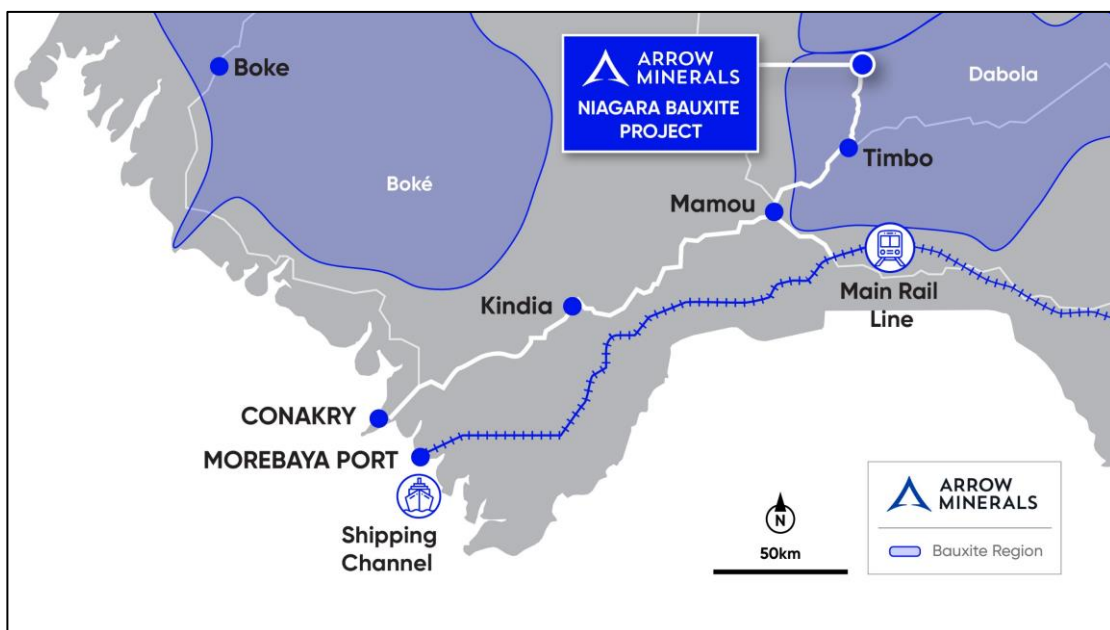 Boke
Boké
ARROW
MINERALS
NIAGARA BAUXITE
PROJECT
Dabola
Timbo
Mamou
Kindia
Main Rail
Line
CONAKRY
MOREBAYA PORT
Shipping
Channel
N
50km
ARROW
MINERALS
Bauxite Region